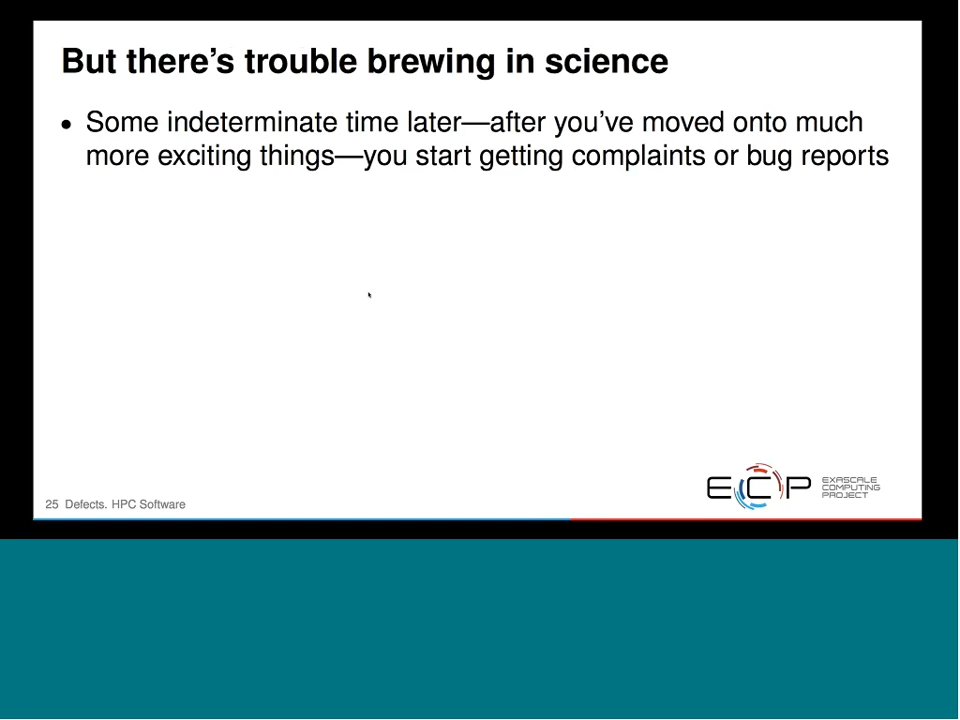 But there's trouble brewing in science
• Some indeterminate time later—after you've moved onto much
more exciting things—you start getting complaints or bug reports
25 Defects. HPC Software
ECP
EXASCALE
COMPUTING
PROJECT